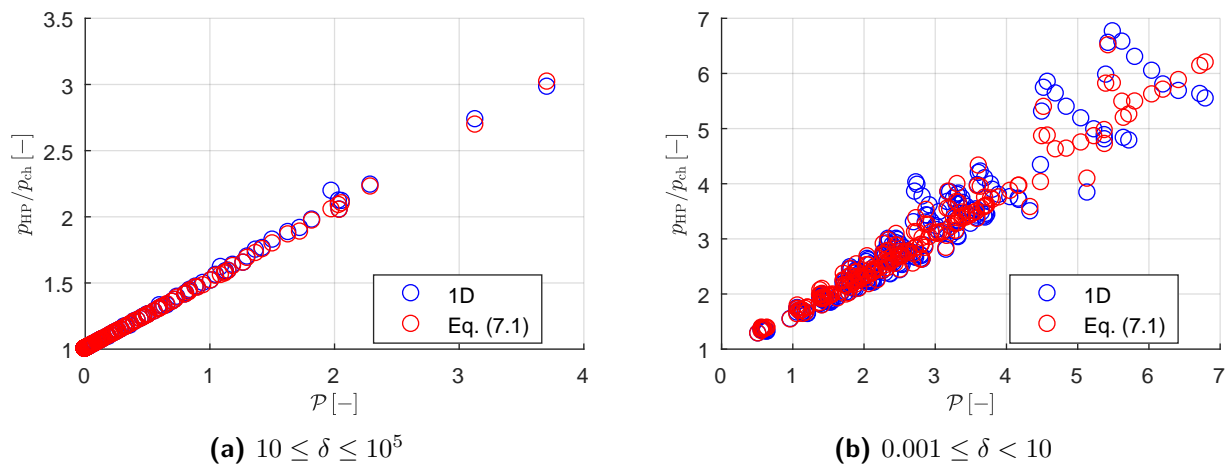 3.5
3
2.5
2
1.5
1
0
1
2
3
4
p_HP/p_ch [−]
𝒫 [−]
1D
Eq. (7.1)
(a) 10 ≤ δ ≤ 10^5
7
6
5
4
3
2
1
0
1
2
3
4
5
6
7
p_HP/p_ch [−]
𝒫 [−]
1D
Eq. (7.1)
(b) 0.001 ≤ δ < 10